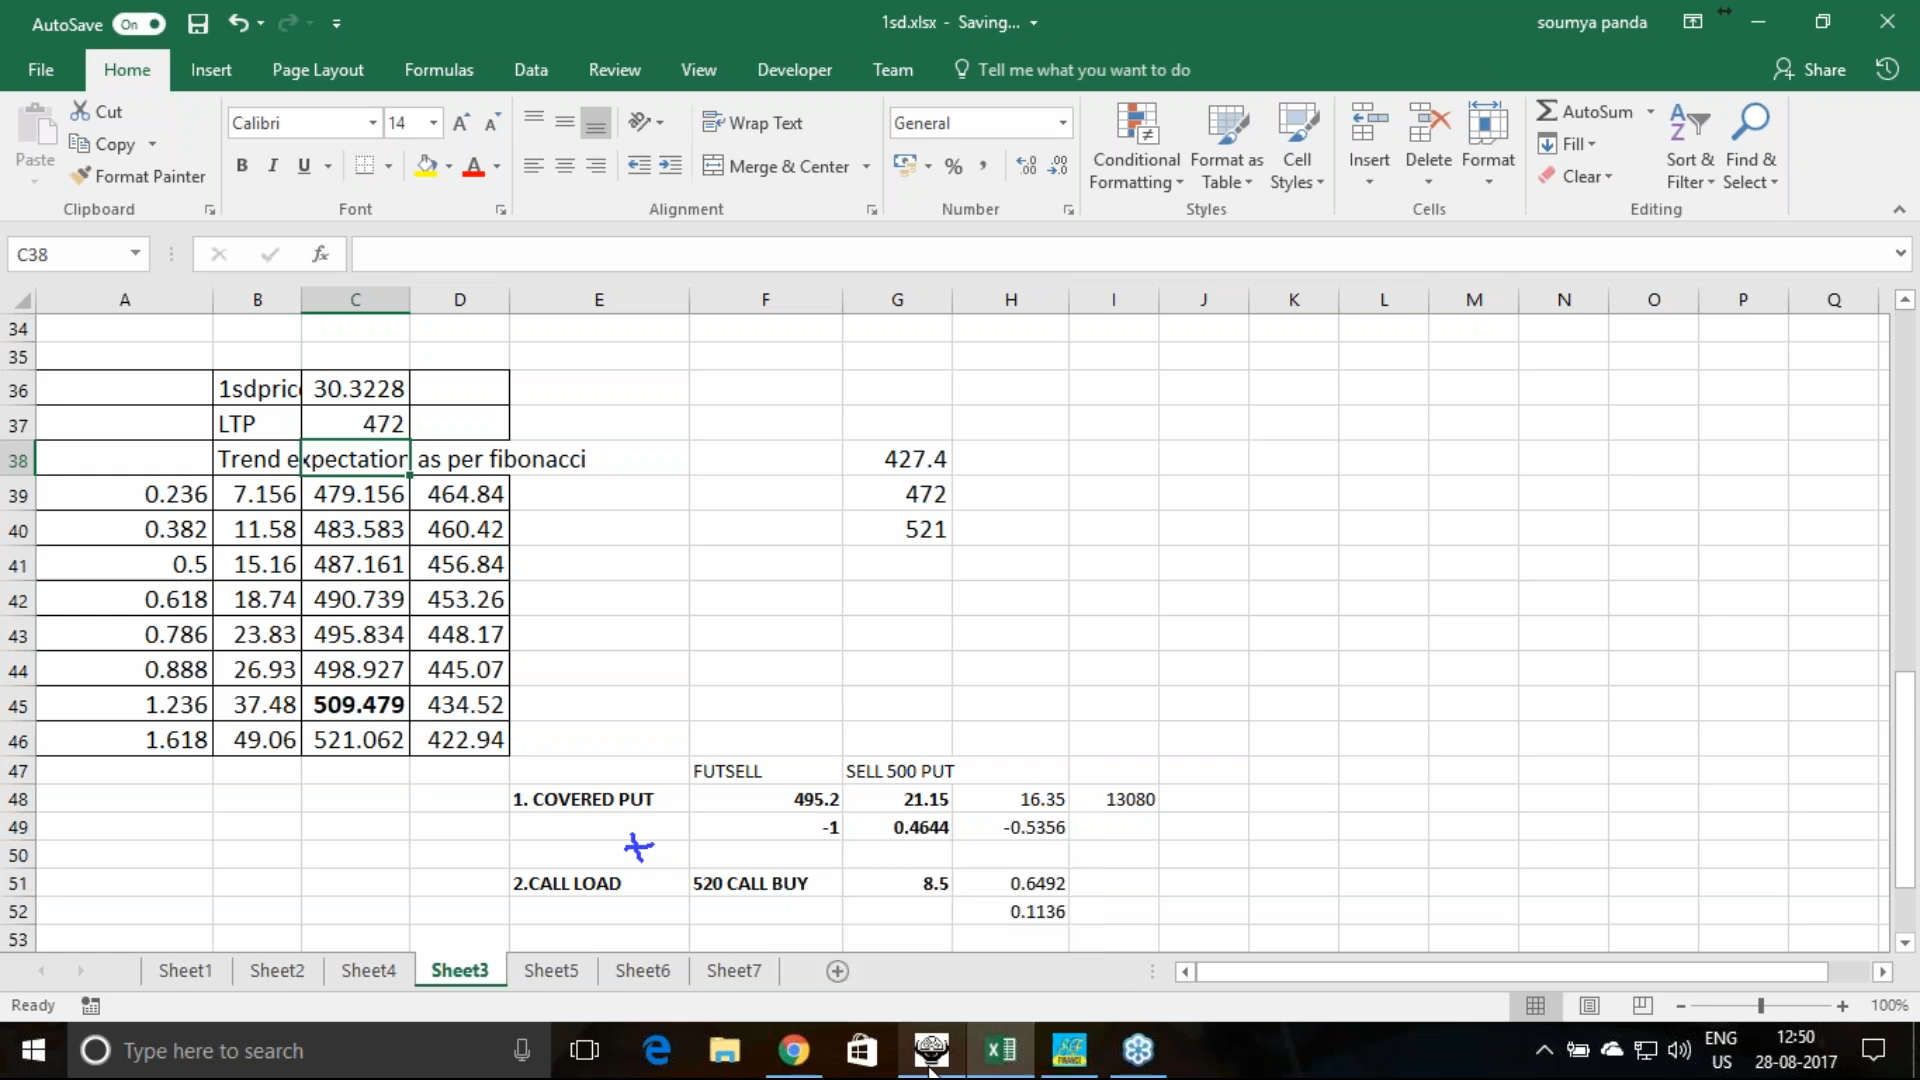 AutoSave On 1sd.xlsx - Saving... soumya panda
File Home Insert Page Layout Formulas Data Review View Developer Team Tell me what you want to do Share
Paste Cut Copy Format Painter Clipboard
Calibri 14 A A B I U A Font
Wrap Text Merge & Center Alignment
General % , .0 .00 Number
Conditional Formatting Format as Table Cell Styles Styles
Insert Delete Format Cells
AutoSum Fill Clear Sort & Filter Find & Select Editing
C38 fx
A B C D E F G H I J K L M N O P Q
34
35
36 1sdpric 30.3228
37 LTP 472
38 Trend expectation as per fibonacci 427.4
39 0.236 7.156 479.156 464.84 472
40 0.382 11.58 483.583 460.42 521
41 0.5 15.16 487.161 456.84
42 0.618 18.74 490.739 453.26
43 0.786 23.83 495.834 448.17
44 0.888 26.93 498.927 445.07
45 1.236 37.48 509.479 434.52
46 1.618 49.06 521.062 422.94
47 FUTSELL SELL 500 PUT
48 1. COVERED PUT 495.2 21.15 16.35 13080
49 -1 0.4644 -0.5356
50
51 2.CALL LOAD 520 CALL BUY 8.5 0.6492
52 0.1136
53
Sheet1 Sheet2 Sheet4 Sheet3 Sheet5 Sheet6 Sheet7
Ready 100%
Type here to search ENG US 12:50 28-08-2017